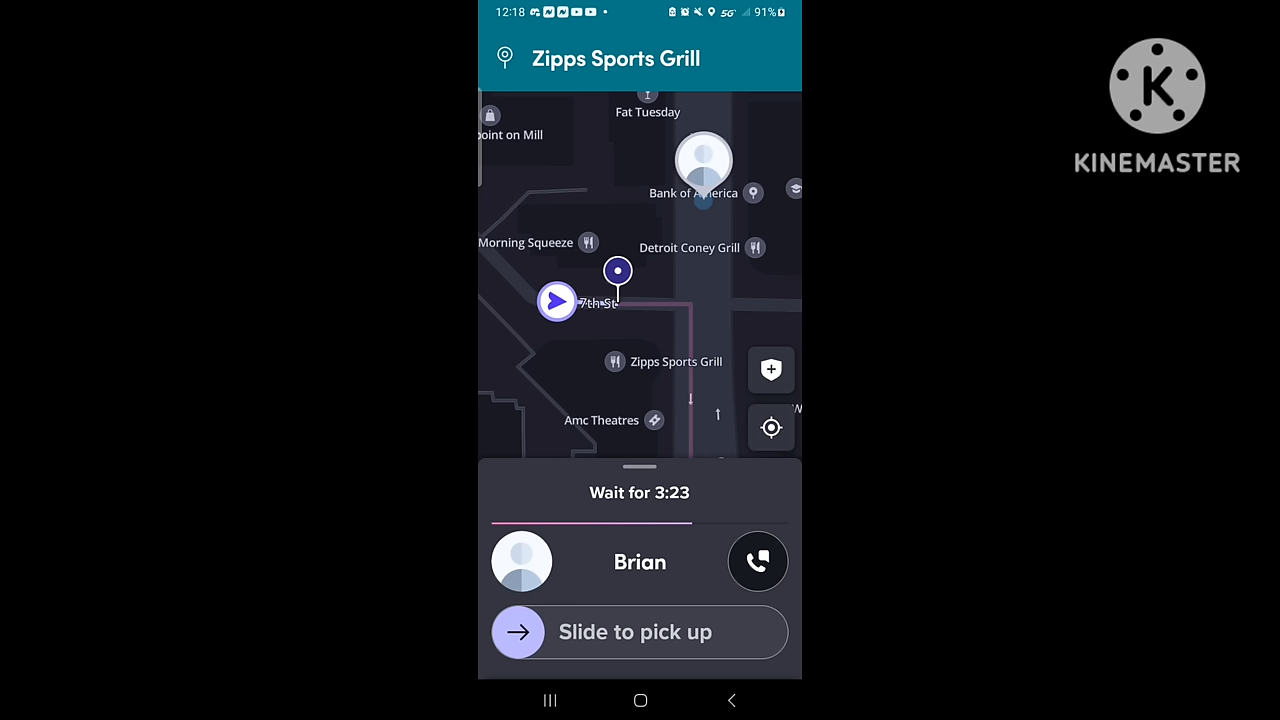 12:18
5G
91%
Zipps Sports Grill
Fat Tuesday
point on Mill
Bank of America
Morning Squeeze
Detroit Coney Grill
7th St
Zipps Sports Grill
Amc Theatres
W
Wait for 3:23
Brian
Slide to pick up
K
KINEMASTER